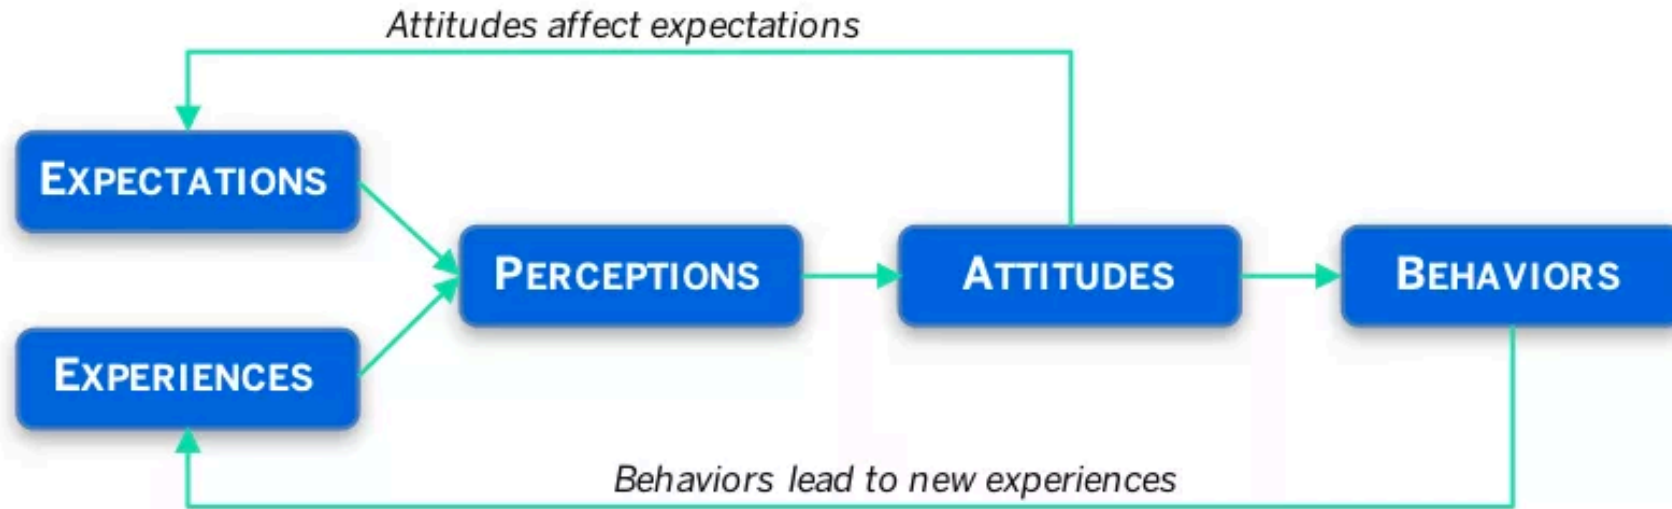 Attitudes affect expectations
EXPECTATIONS
PERCEPTIONS
ATTITUDES
BEHAVIORS
EXPERIENCES
Behaviors lead to new experiences